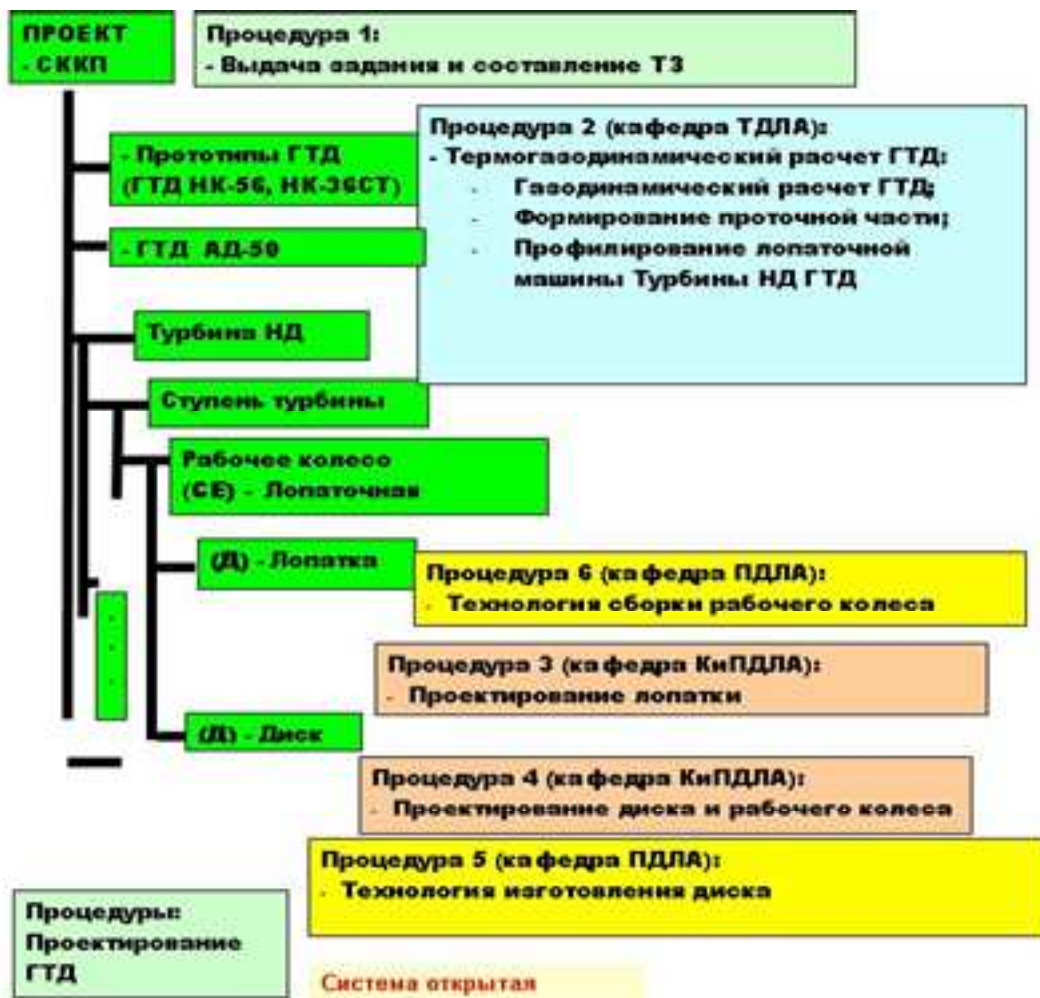 ПРОЕКТ
- СККП
Процедура 1:
- Выдача задания и составление ТЗ
- Прототипы ГТД
(ГТД НК-56, НК-36СТ)
- ГТД АД-50
Процедура 2 (кафедра ТДЛА):
- Термогазодинамический расчет ГТД:
- Газодинамический расчет ГТД;
- Формирование проточной части;
- Профилирование лопаточной
машины Турбины НД ГТД
Турбина НД
Ступень турбины
Рабочее колесо
(СЕ) - Лопаточная
(Д) - Лопатка
Процедура 6 (кафедра ПДЛА):
- Технология сборки рабочего колеса
Процедура 3 (кафедра КиПДЛА):
- Проектирование лопатки
(Д) - Диск
Процедура 4 (кафедра КиПДЛА):
- Проектирование диска и рабочего колеса
Процедура 5 (кафедра ПДЛА):
- Технология изготовления диска
Процедуры:
Проектирование
ГТД
Система открытая